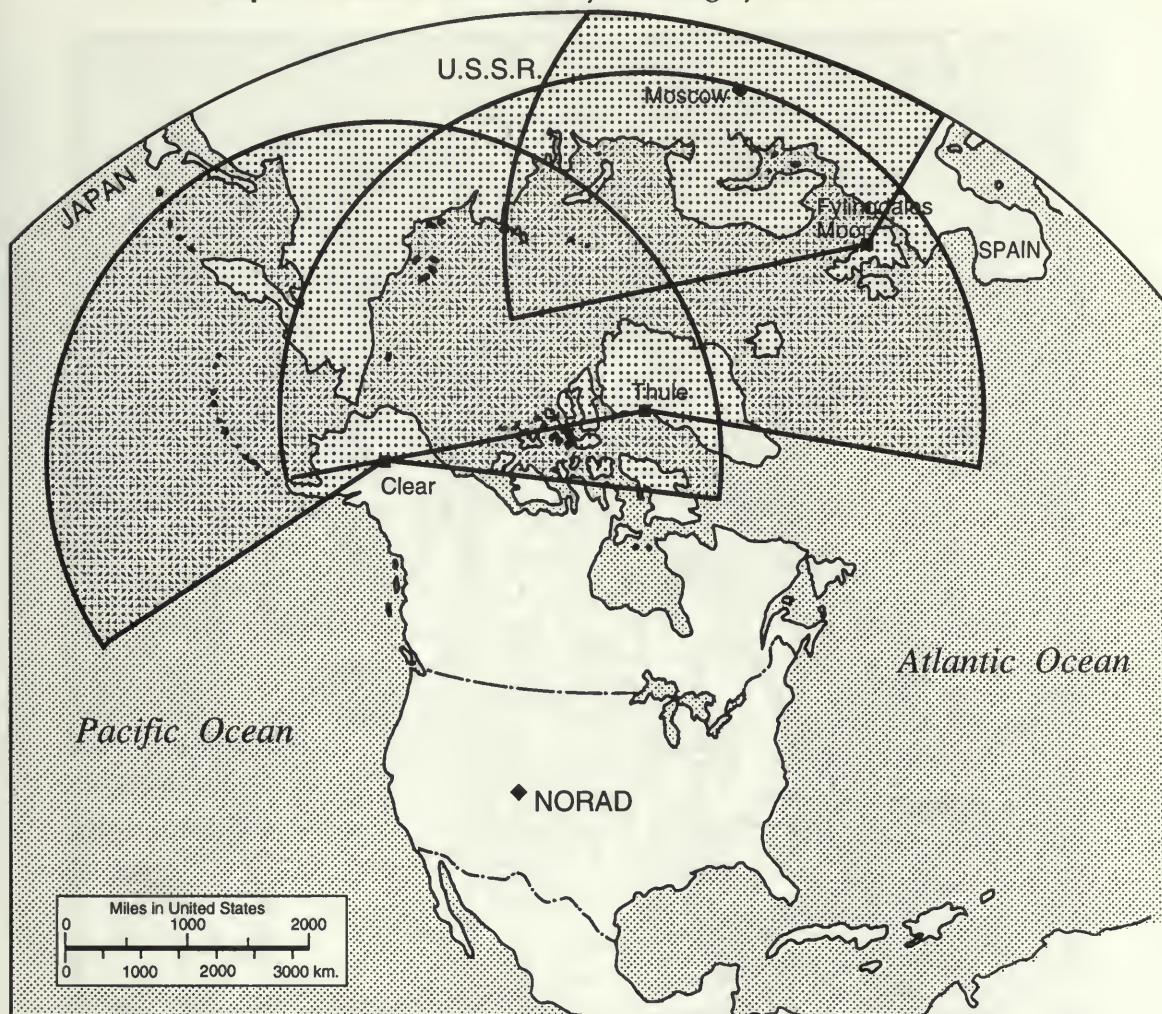 U.S.S.R.
Moscow
JAPAN
Fylingdales
Moor
SPAIN
Thule
Clear
Atlantic Ocean
Pacific Ocean
NORAD
Miles in United States
0 1000 2000
0 1000 2000 3000 km.